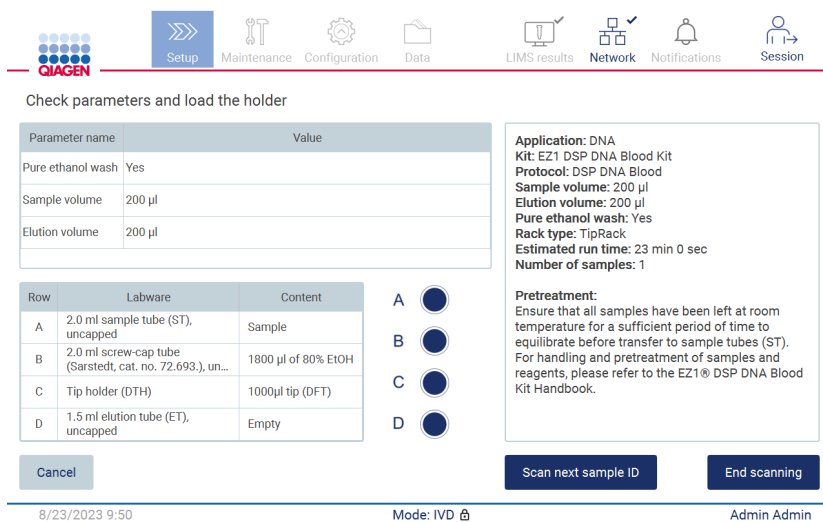 QIAGEN
Setup
Maintenance
Configuration
Data
LIMS results
Network
Notifications
Session
Check parameters and load the holder
Parameter name Value
Pure ethanol wash Yes
Sample volume 200 µl
Elution volume 200 µl
Row Labware Content
A 2.0 ml sample tube (ST), uncapped Sample
B 2.0 ml screw-cap tube (Sarstedt, cat. no. 72.693.), un... 1800 µl of 80% EtOH
C Tip holder (DTH) 1000µl tip (DFT)
D 1.5 ml elution tube (ET), uncapped Empty
A
B
C
D
Application: DNA
Kit: EZ1 DSP DNA Blood Kit
Protocol: DSP DNA Blood
Sample volume: 200 µl
Elution volume: 200 µl
Pure ethanol wash: Yes
Rack type: TipRack
Estimated run time: 23 min 0 sec
Number of samples: 1
Pretreatment:
Ensure that all samples have been left at room
temperature for a sufficient period of time to
equilibrate before transfer to sample tubes (ST).
For handling and pretreatment of samples and
reagents, please refer to the EZ1® DSP DNA Blood
Kit Handbook.
Cancel
Scan next sample ID
End scanning
8/23/2023 9:50
Mode: IVD
Admin Admin